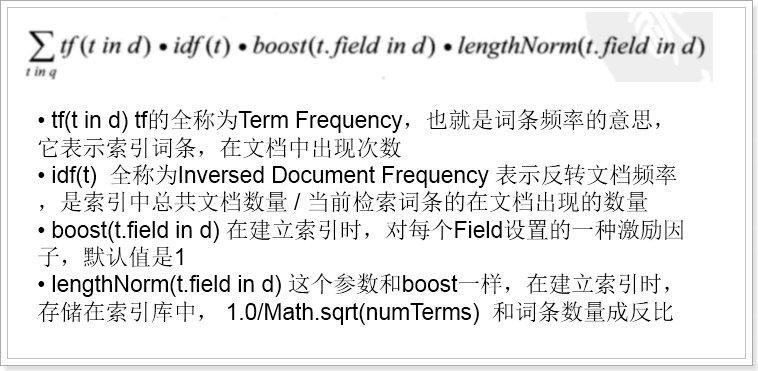 ∑ tf(t in d) • idf(t) • boost(t.field in d) • lengthNorm(t.field in d)
t in q
• tf(t in d) tf的全称为Term Frequency，也就是词条频率的意思，
它表示索引词条，在文档中出现次数
• idf(t) 全称为Inversed Document Frequency 表示反转文档频率
，是索引中总共文档数量 / 当前检索词条的在文档出现的数量
• boost(t.field in d) 在建立索引时，对每个Field设置的一种激励因
子，默认值是1
• lengthNorm(t.field in d) 这个参数和boost一样，在建立索引时，
存储在索引库中， 1.0/Math.sqrt(numTerms) 和词条数量成反比